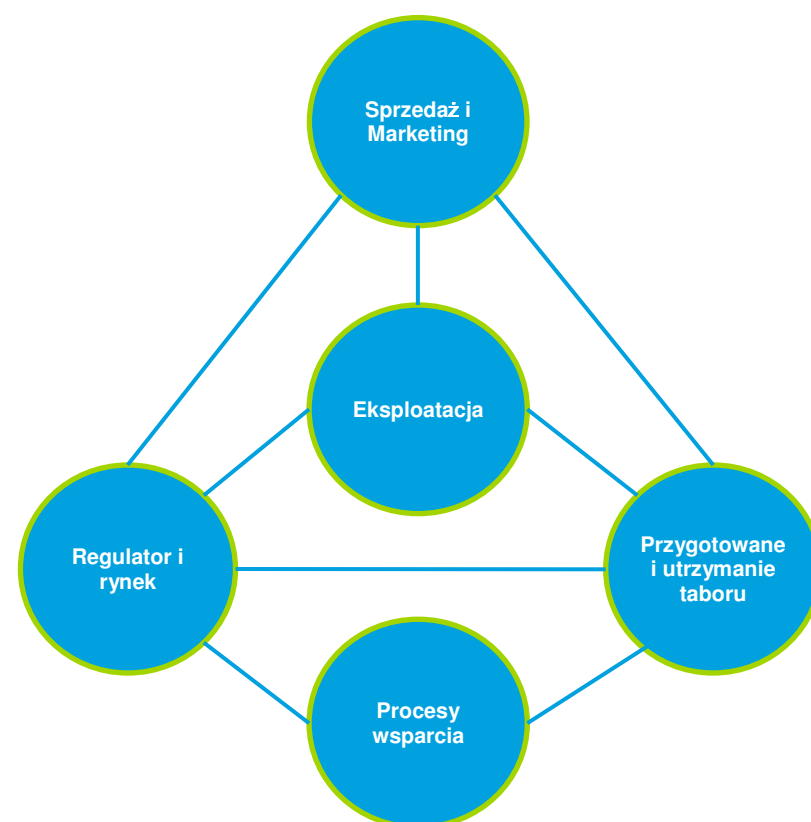 Sprzedaż i
Marketing
Eksploatacja
Regulator i
rynek
Przygotowane
i utrzymanie
taboru
Procesy
wsparcia